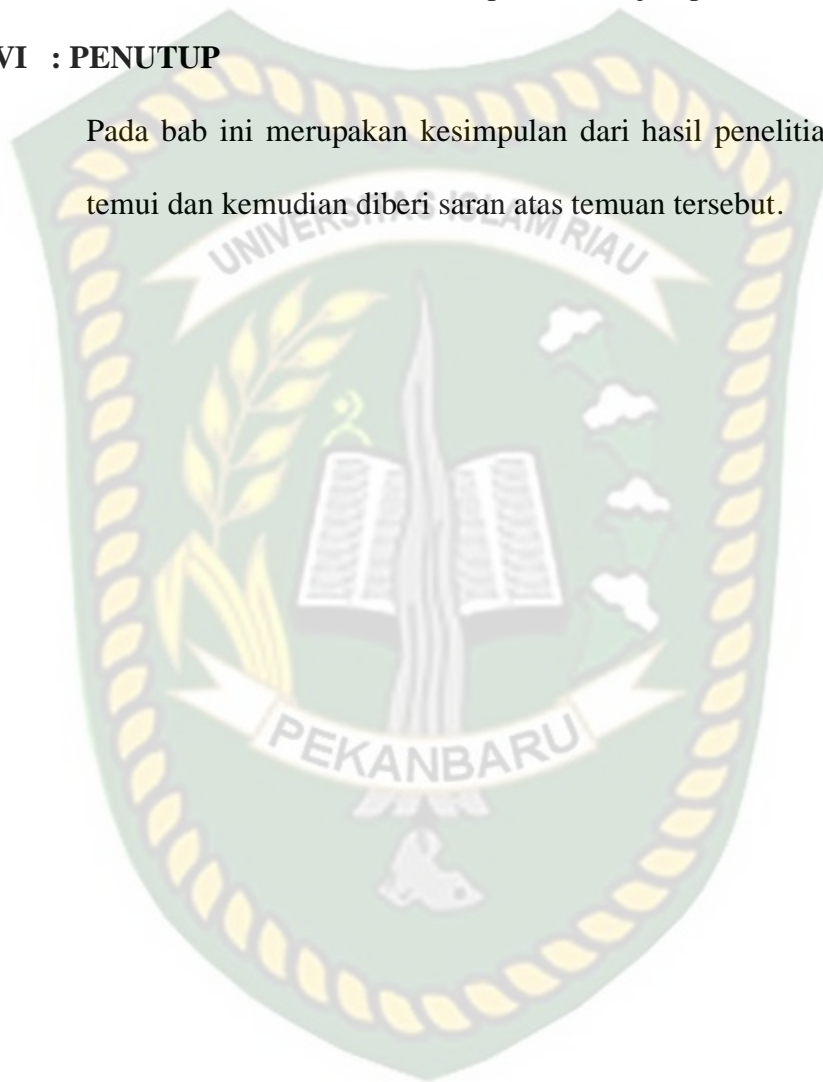 VI : PENUTUP
Pada bab ini merupakan kesimpulan dari hasil penelitia
temui dan kemudian diberi saran atas temuan tersebut.
UNIVERSITAS ISLAM RIAU
PEKANBARU